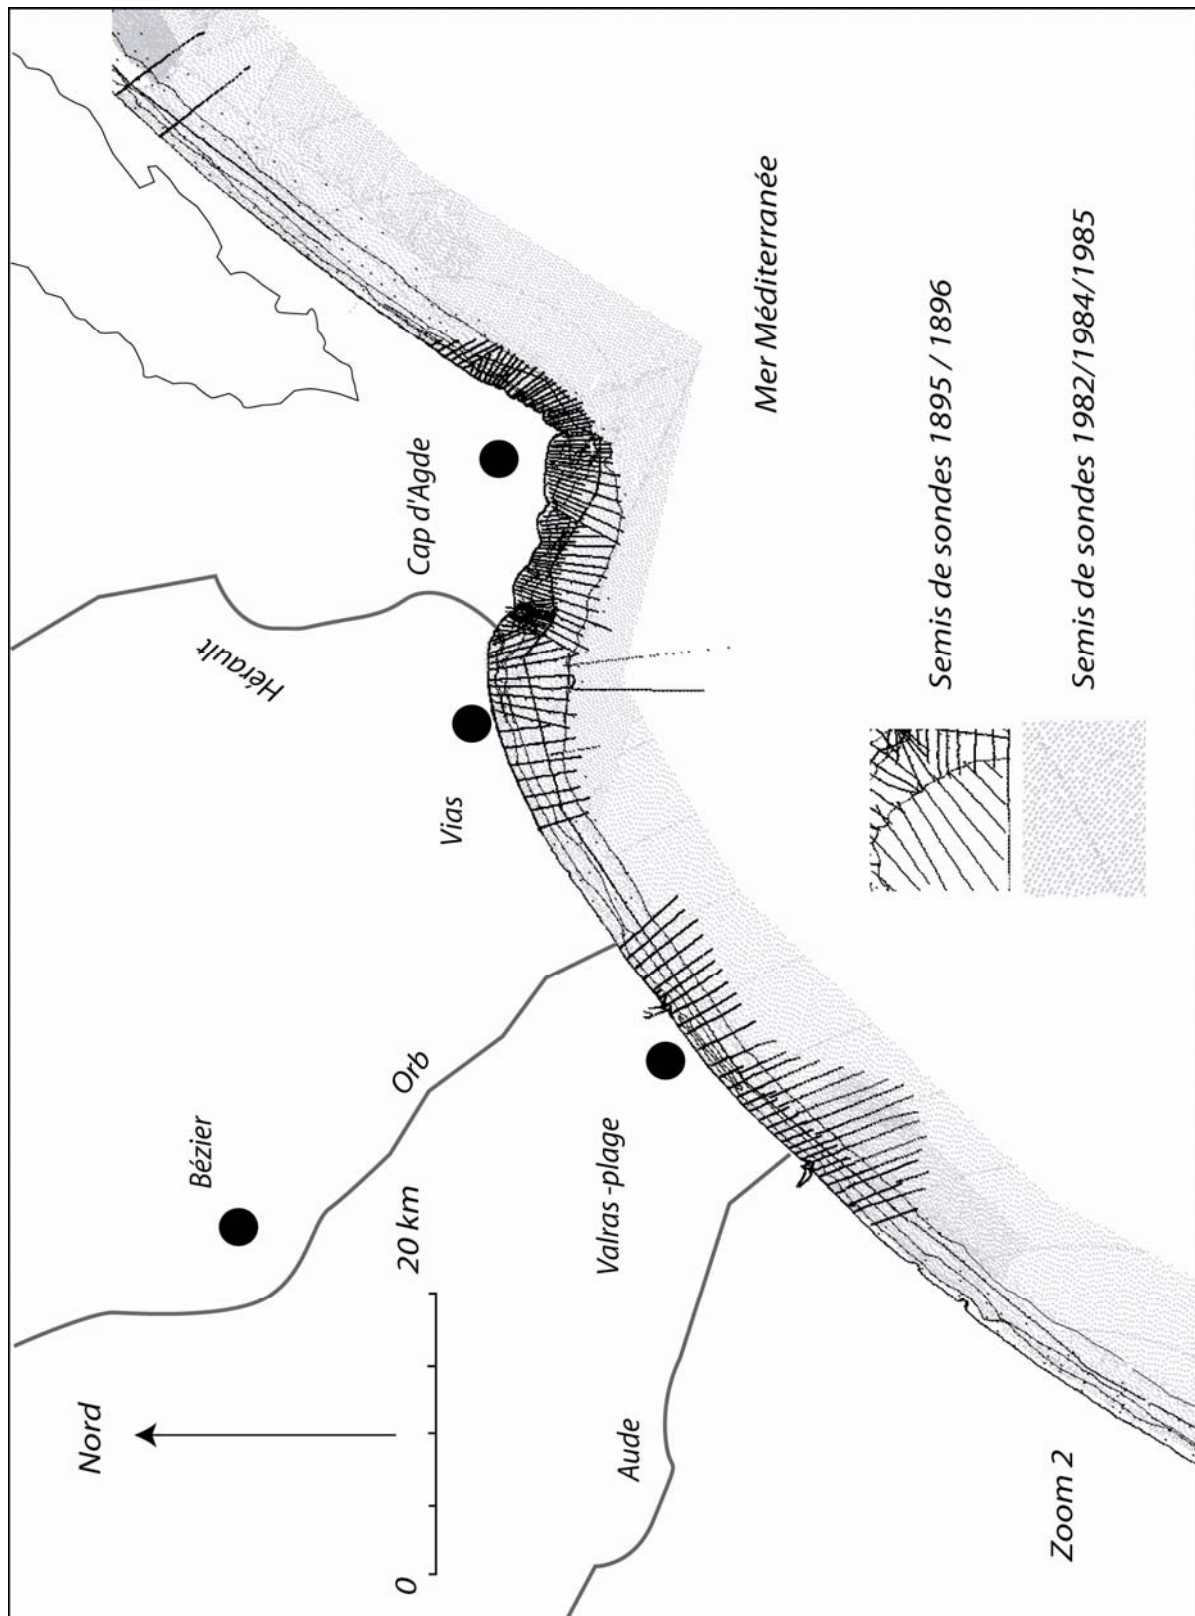 Nord
Bézier
Hérault
Cap d'Agde
Orb
Vias
0
20 km
Aude
Valras -plage
Mer Méditerranée
Semis de sondes 1895 / 1896
Semis de sondes 1982/1984/1985
Zoom 2